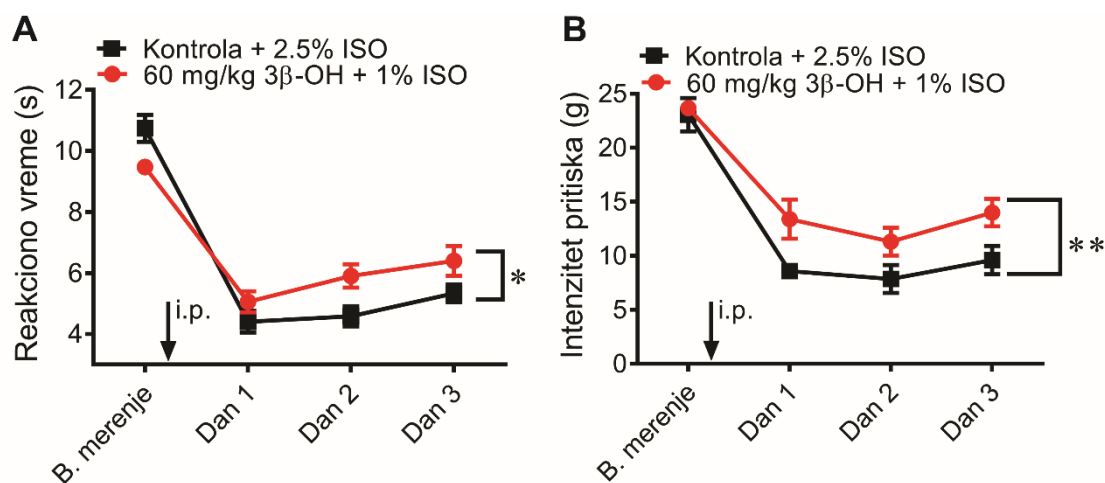 A
Kontrola + 2.5% ISO
60 mg/kg 3β-OH + 1% ISO
Reakciono vreme (s)
12
10
8
6
4
i.p.
*
B. merenje
Dan 1
Dan 2
Dan 3
B
Kontrola + 2.5% ISO
60 mg/kg 3β-OH + 1% ISO
Intenzitet pritiska (g)
25
20
15
10
5
0
i.p.
**
B. merenje
Dan 1
Dan 2
Dan 3